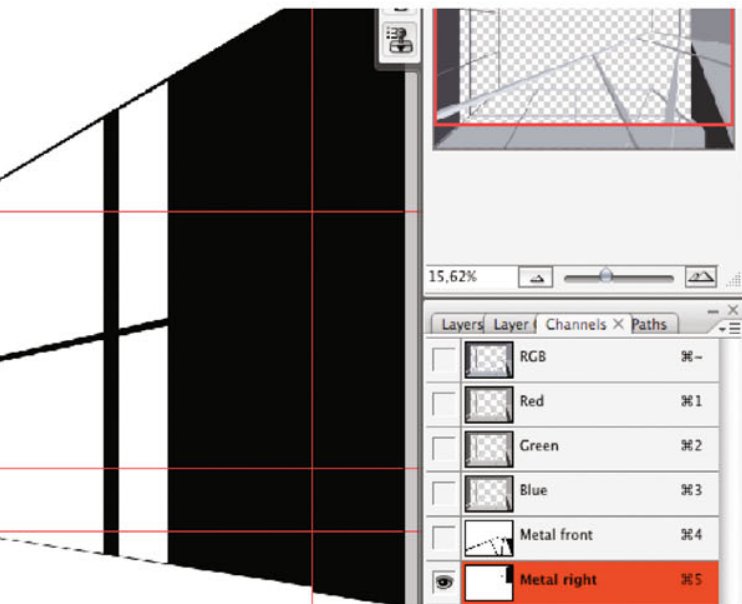 15,62%
Layers Layer Channels × Paths
RGB ⌘~
Red ⌘1
Green ⌘2
Blue ⌘3
Metal front ⌘4
Metal right ⌘5